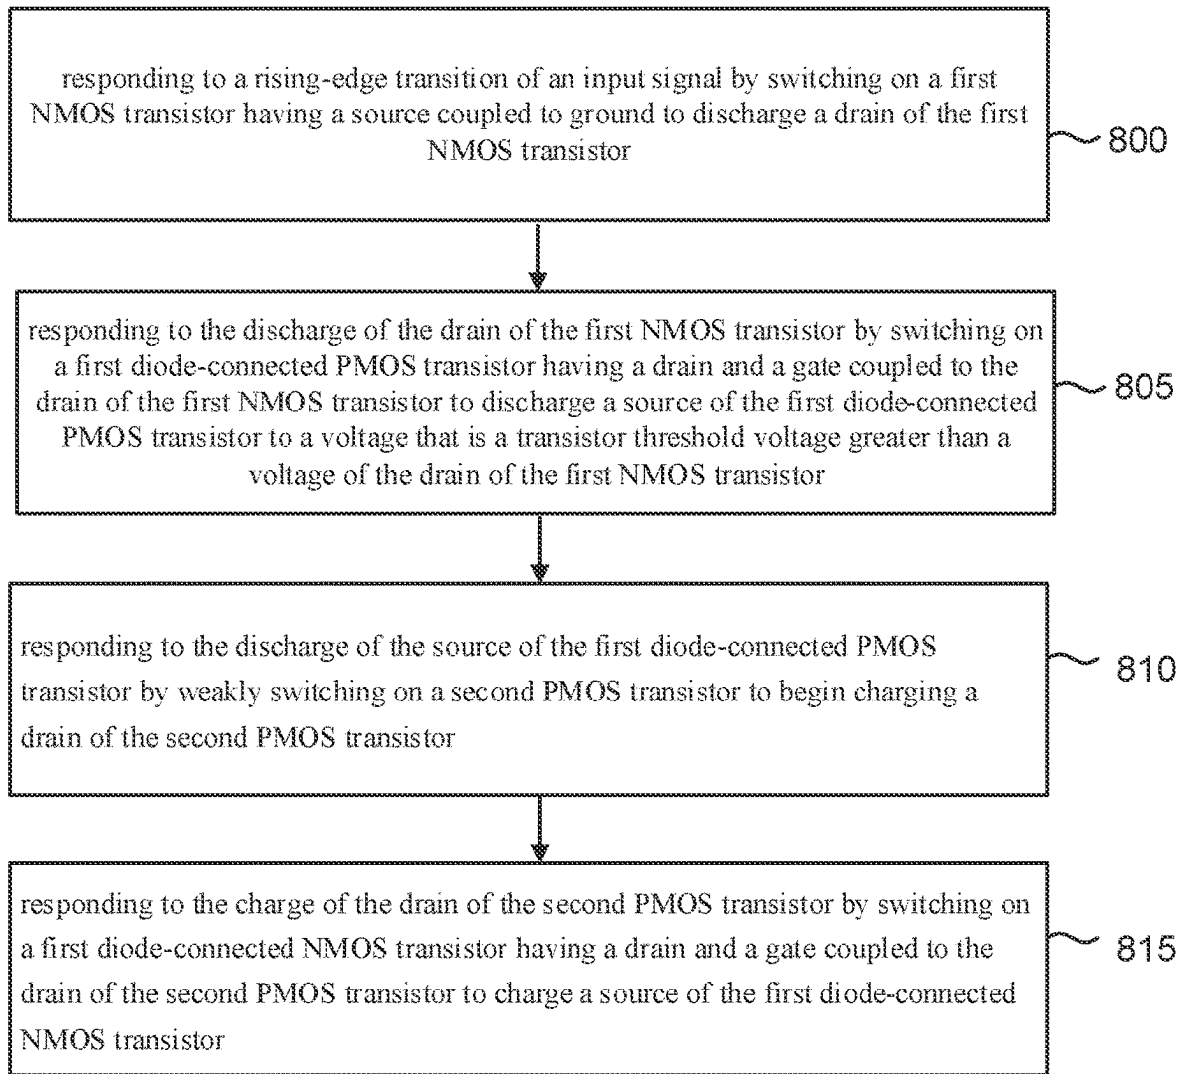 responding to a rising-edge transition of an input signal by switching on a first
NMOS transistor having a source coupled to ground to discharge a drain of the first
NMOS transistor
800
responding to the discharge of the drain of the first NMOS transistor by switching on
a first diode-connected PMOS transistor having a drain and a gate coupled to the
drain of the first NMOS transistor to discharge a source of the first diode-connected
PMOS transistor to a voltage that is a transistor threshold voltage greater than a
voltage of the drain of the first NMOS transistor
805
responding to the discharge of the source of the first diode-connected PMOS
transistor by weakly switching on a second PMOS transistor to begin charging a
drain of the second PMOS transistor
810
responding to the charge of the drain of the second PMOS transistor by switching on
a first diode-connected NMOS transistor having a drain and a gate coupled to the
drain of the second PMOS transistor to charge a source of the first diode-connected
NMOS transistor
815